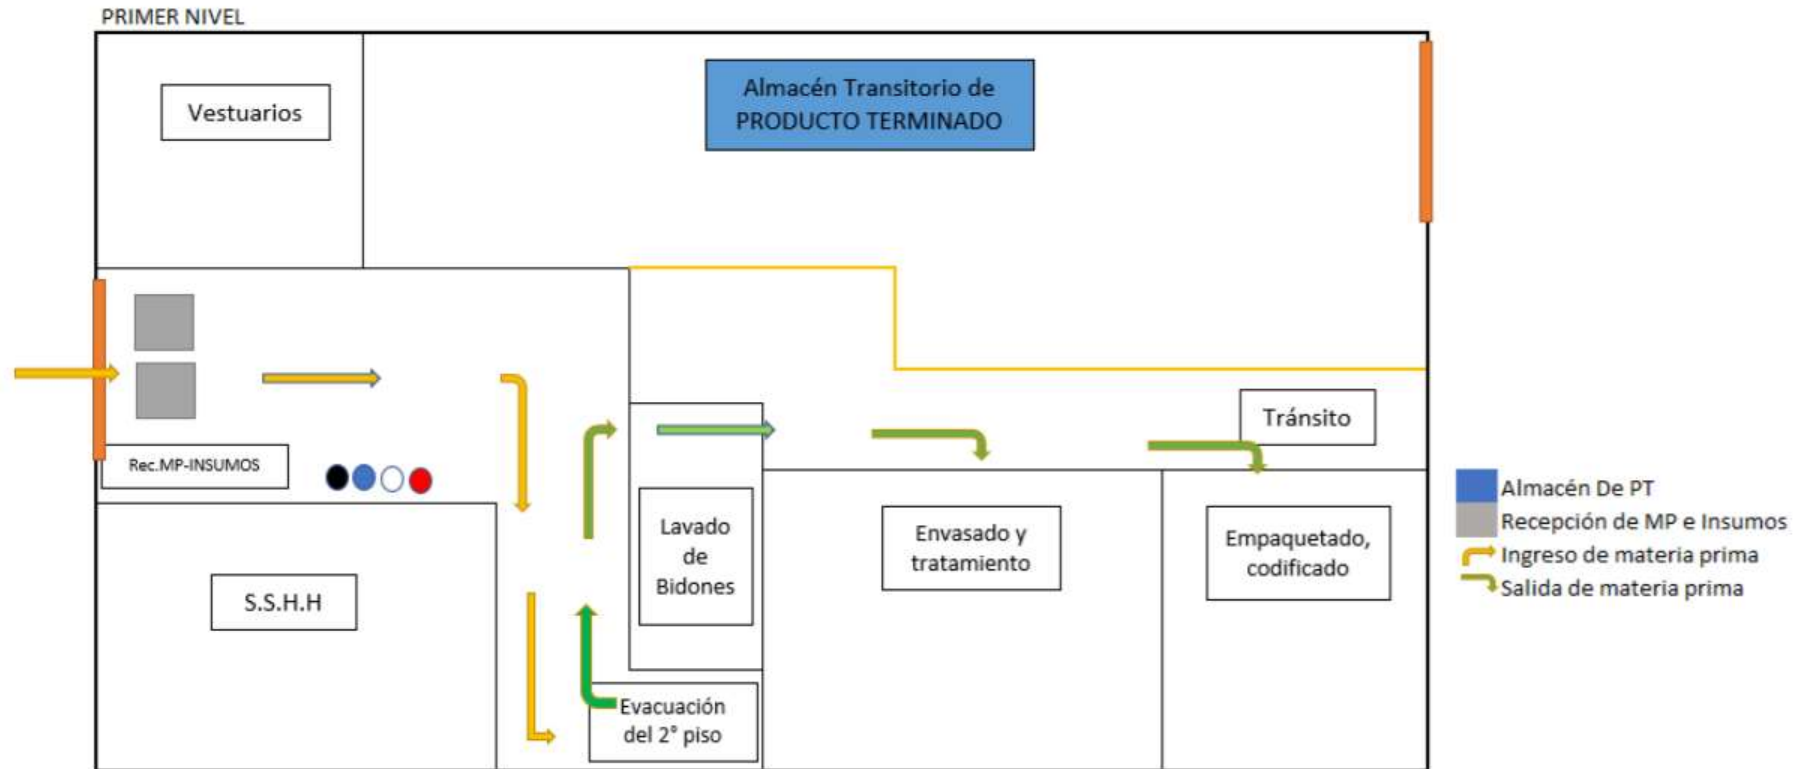 PRIMER NIVEL
Vestuarios
Almacén Transitorio de
PRODUCTO TERMINADO
Rec.MP-INSUMOS
Tránsito
S.S.H.H
Lavado
de
Bidones
Envasado y
tratamiento
Empaquetado,
codificado
Evacuación
del 2° piso
Almacén De PT
Recepción de MP e Insumos
Ingreso de materia prima
Salida de materia prima